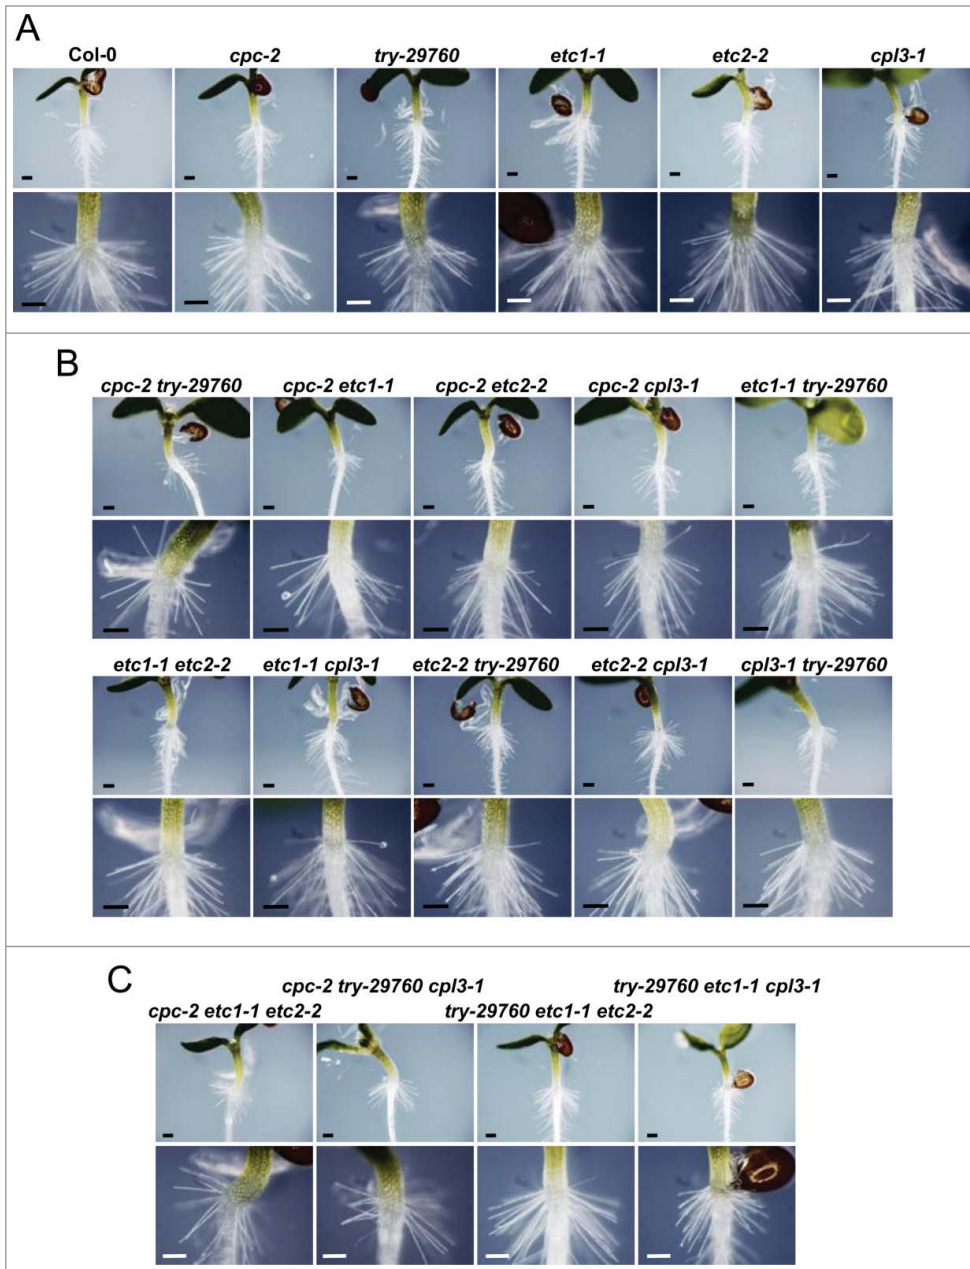 A
Col-0 cpc-2 try-29760 etc1-1 etc2-2 cpl3-1
B
cpc-2 try-29760 cpc-2 etc1-1 cpc-2 etc2-2 cpc-2 cpl3-1 etc1-1 try-29760
etc1-1 etc2-2 etc1-1 cpl3-1 etc2-2 try-29760 etc2-2 cpl3-1 cpl3-1 try-29760
C
cpc-2 try-29760 cpl3-1 try-29760 etc1-1 cpl3-1
cpc-2 etc1-1 etc2-2 try-29760 etc1-1 etc2-2